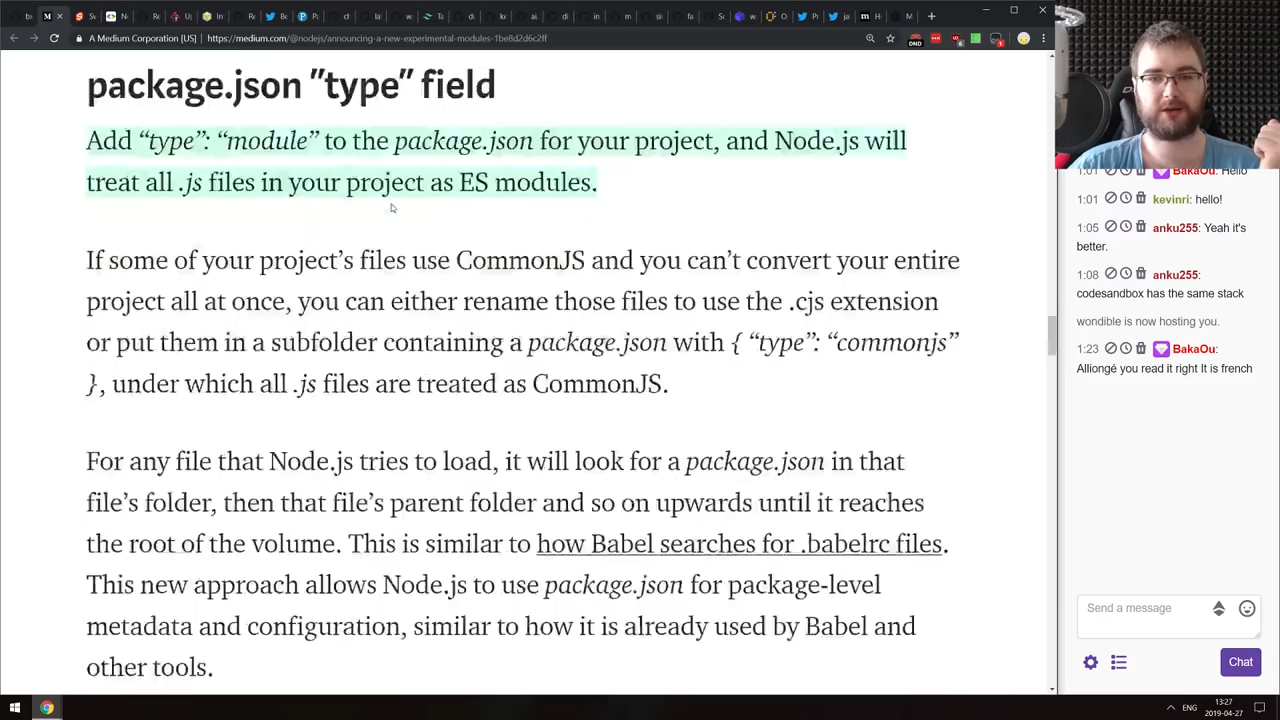 A Medium Corporation [US]
https://medium.com/@nodejs/announcing-a-new-experimental-modules-1be8d2d6c2ff
DND
package.json "type" field
Add “type”: “module” to the package.json for your project, and Node.js will
treat all .js files in your project as ES modules.
If some of your project’s files use CommonJS and you can’t convert your entire
project all at once, you can either rename those files to use the .cjs extension
or put them in a subfolder containing a package.json with { “type”: “commonjs”
}, under which all .js files are treated as CommonJS.
For any file that Node.js tries to load, it will look for a package.json in that
file’s folder, then that file’s parent folder and so on upwards until it reaches
the root of the volume. This is similar to how Babel searches for .babelrc files.
This new approach allows Node.js to use package.json for package-level
metadata and configuration, similar to how it is already used by Babel and
other tools.
1:01 BakaOu: Hello
1:01 kevinri: hello!
1:05 anku255: Yeah it's
better.
1:08 anku255:
codesandbox has the same stack
wondible is now hosting you.
1:23 BakaOu:
Alliongé you read it right It is french
Send a message
Chat
ENG
13:27
2019-04-27